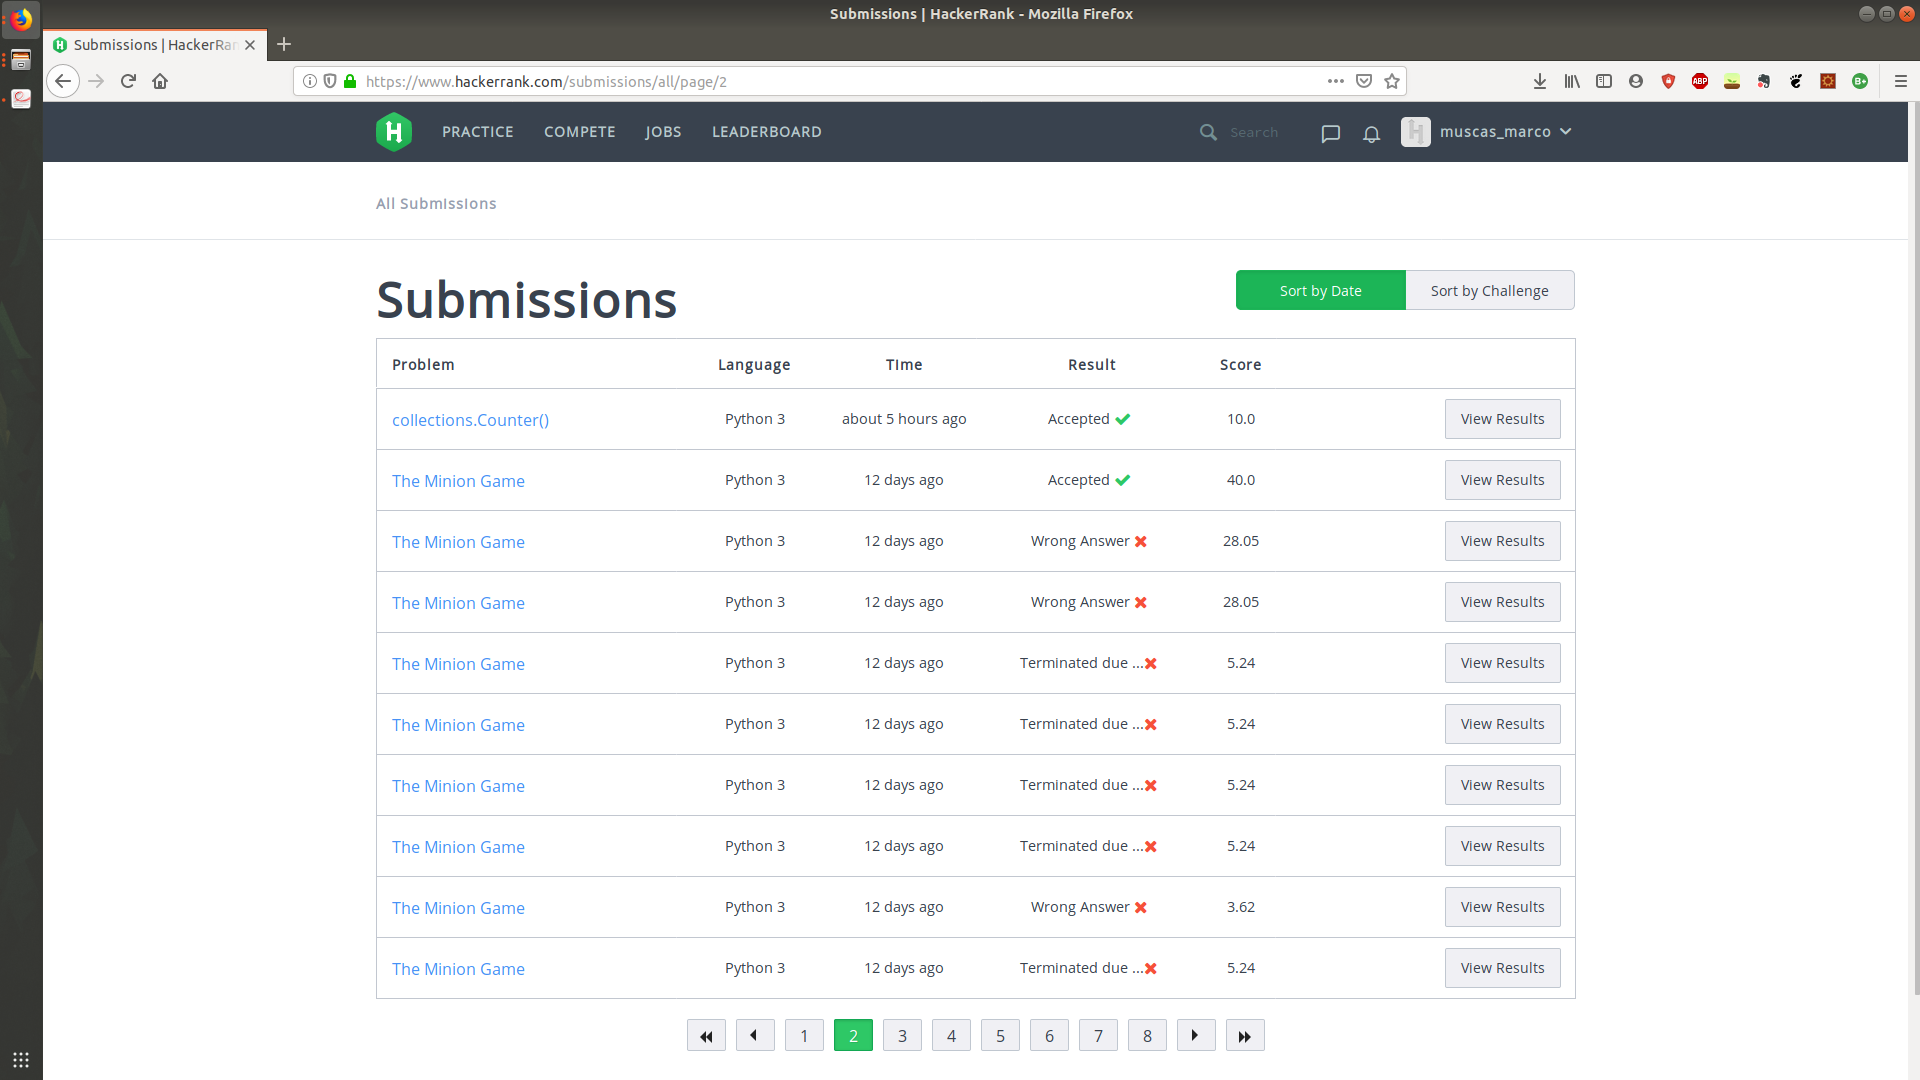 Submissions | HackerRank - Mozilla Firefox
Submissions | HackerRan
https://www.hackerrank.com/submissions/all/page/2
ABP
B+
H
PRACTICE COMPETE JOBS LEADERBOARD
Search
muscas_marco
All Submissions
Submissions
Sort by Date Sort by Challenge
Problem Language Time Result Score
collections.Counter() Python 3 about 5 hours ago Accepted 10.0 View Results
The Minion Game Python 3 12 days ago Accepted 40.0 View Results
The Minion Game Python 3 12 days ago Wrong Answer 28.05 View Results
The Minion Game Python 3 12 days ago Wrong Answer 28.05 View Results
The Minion Game Python 3 12 days ago Terminated due ... 5.24 View Results
The Minion Game Python 3 12 days ago Terminated due ... 5.24 View Results
The Minion Game Python 3 12 days ago Terminated due ... 5.24 View Results
The Minion Game Python 3 12 days ago Terminated due ... 5.24 View Results
The Minion Game Python 3 12 days ago Wrong Answer 3.62 View Results
The Minion Game Python 3 12 days ago Terminated due ... 5.24 View Results
1 2 3 4 5 6 7 8